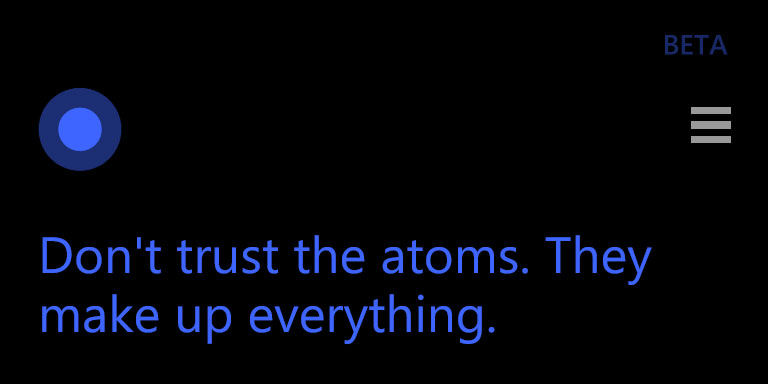 BETA
Don't trust the atoms. They
make up everything.